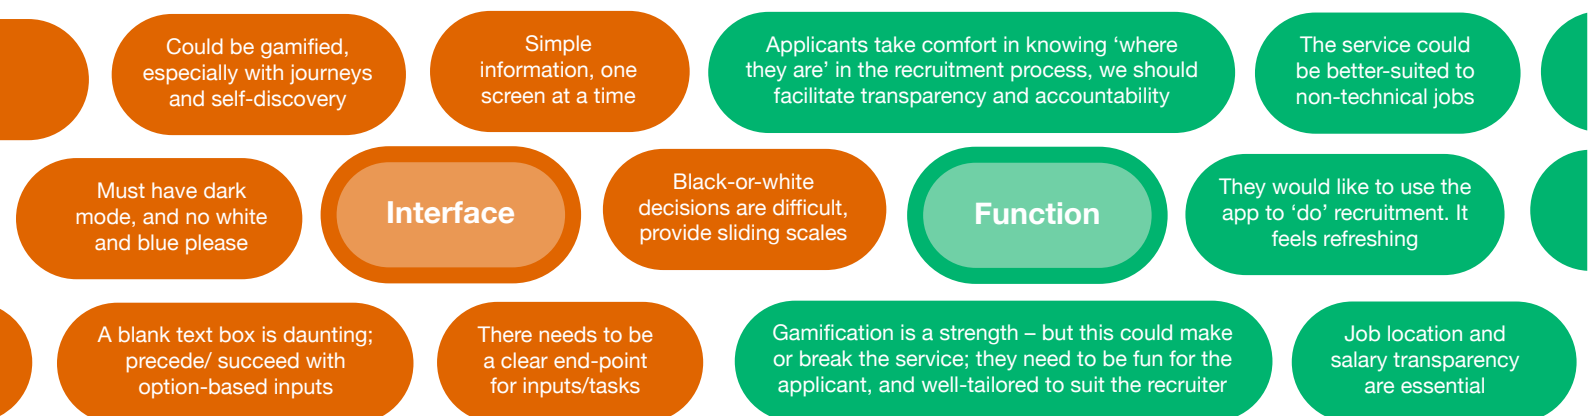 Could be gamified,
especially with journeys
and self-discovery
Simple
information, one
screen at a time
Applicants take comfort in knowing ‘where
they are’ in the recruitment process, we should
facilitate transparency and accountability
The service could
be better-suited to
non-technical jobs
Must have dark
mode, and no white
and blue please
Interface
Black-or-white
decisions are difficult,
provide sliding scales
Function
They would like to use the
app to ‘do’ recruitment. It
feels refreshing
A blank text box is daunting;
precede/ succeed with
option-based inputs
There needs to be
a clear end-point
for inputs/tasks
Gamification is a strength – but this could make
or break the service; they need to be fun for the
applicant, and well-tailored to suit the recruiter
Job location and
salary transparency
are essential